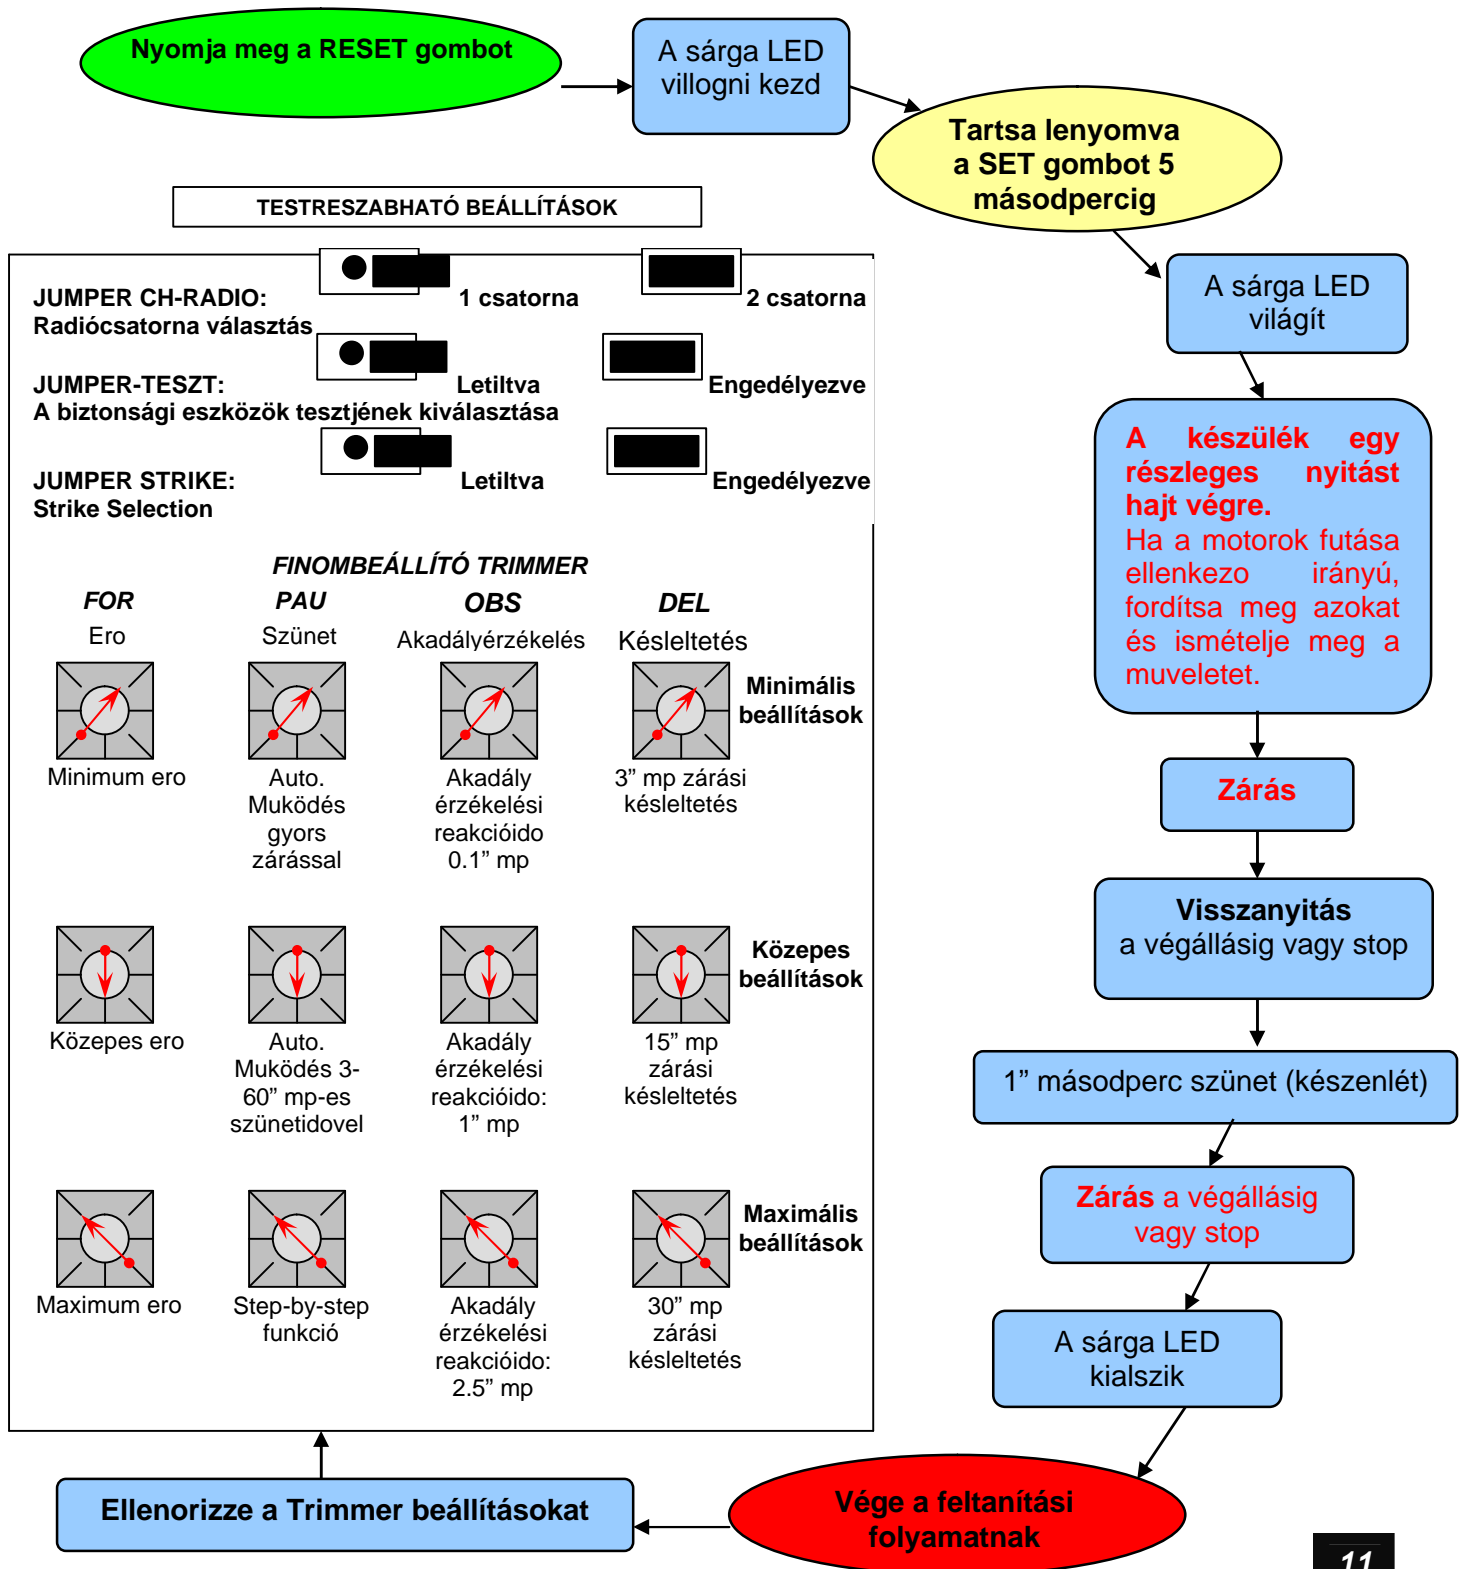 Nyomja meg a RESET gombot
A sárga LED
villogni kezd
Tartsa lenyomva
a SET gombot 5
másodpercig
A sárga LED
világít
A készülék egy
részleges nyitást
hajt végre.
Ha a motorok futása
ellenkezo irányú,
fordítsa meg azokat
és ismételje meg a
muveletet.
Zárás
Visszanyitás
a végállásig vagy stop
1” másodperc szünet (készenlét)
Zárás a végállásig
vagy stop
A sárga LED
kialszik
Vége a feltanítási
folyamatnak
Ellenorizze a Trimmer beállításokat
TESTRESZABHATÓ BEÁLLÍTÁSOK
JUMPER CH-RADIO: 1 csatorna 2 csatorna
Radiócsatorna választás
JUMPER-TESZT: Letiltva Engedélyezve
A biztonsági eszközök tesztjének kiválasztása
JUMPER STRIKE: Letiltva Engedélyezve
Strike Selection
FINOMBEÁLLÍTÓ TRIMMER
FOR PAU OBS DEL
Ero Szünet Akadályérzékelés Késleltetés
Minimális
beállítások
Minimum ero
Auto.
Muködés
gyors
zárással
Akadály
érzékelési
reakcióido
0.1” mp
3” mp zárási
késleltetés
Közepes
beállítások
Közepes ero
Auto.
Muködés 3-
60” mp-es
szünetidovel
Akadály
érzékelési
reakcióido:
1” mp
15” mp
zárási
késleltetés
Maximális
beállítások
Maximum ero
Step-by-step
funkció
Akadály
érzékelési
reakcióido:
2.5” mp
30” mp
zárási
késleltetés
11